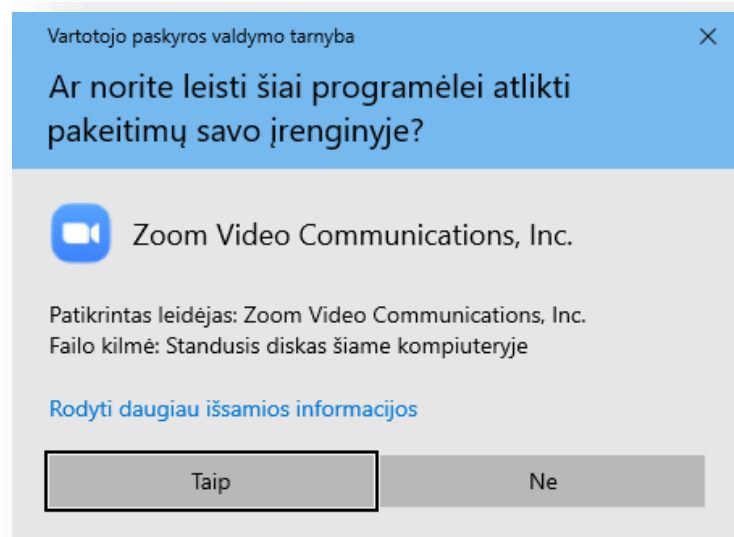 Vartotojo paskyros valdymo tarnyba
Ar norite leisti šiai programėlei atlikti
pakeitimų savo įrenginyje?
Zoom Video Communications, Inc.
Patikrintas leidėjas: Zoom Video Communications, Inc.
Failo kilmė: Standusis diskas šiame kompiuteryje
Rodyti daugiau išsamios informacijos
Taip Ne